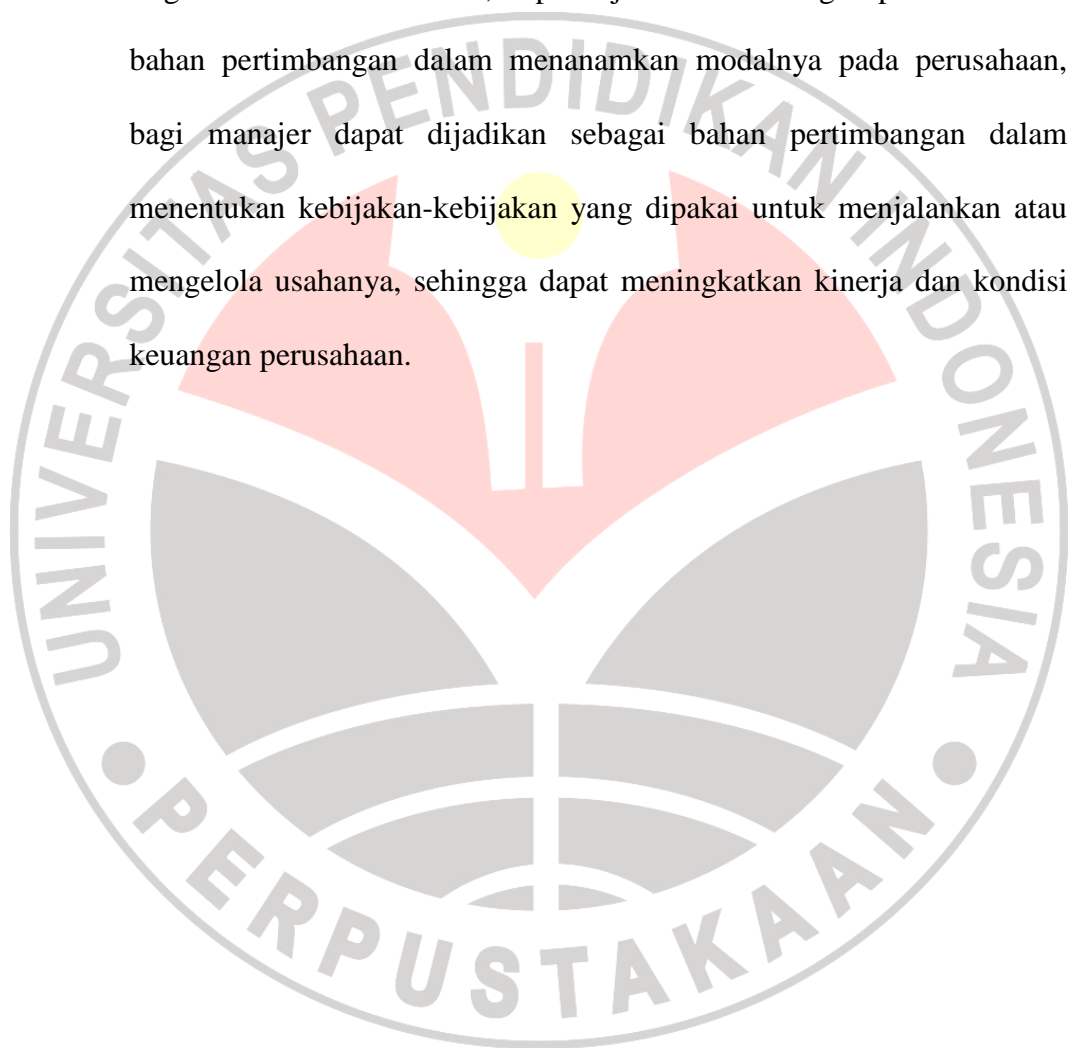 bahan pertimbangan dalam menanamkan modalnya pada perusahaan,
bagi manajer dapat dijadikan sebagai bahan pertimbangan dalam
menentukan kebijakan-kebijakan yang dipakai untuk menjalankan atau
mengelola usahanya, sehingga dapat meningkatkan kinerja dan kondisi
keuangan perusahaan.
UNIVERSITAS PENDIDIKAN INDONESIA
PERPUSTAKAAN